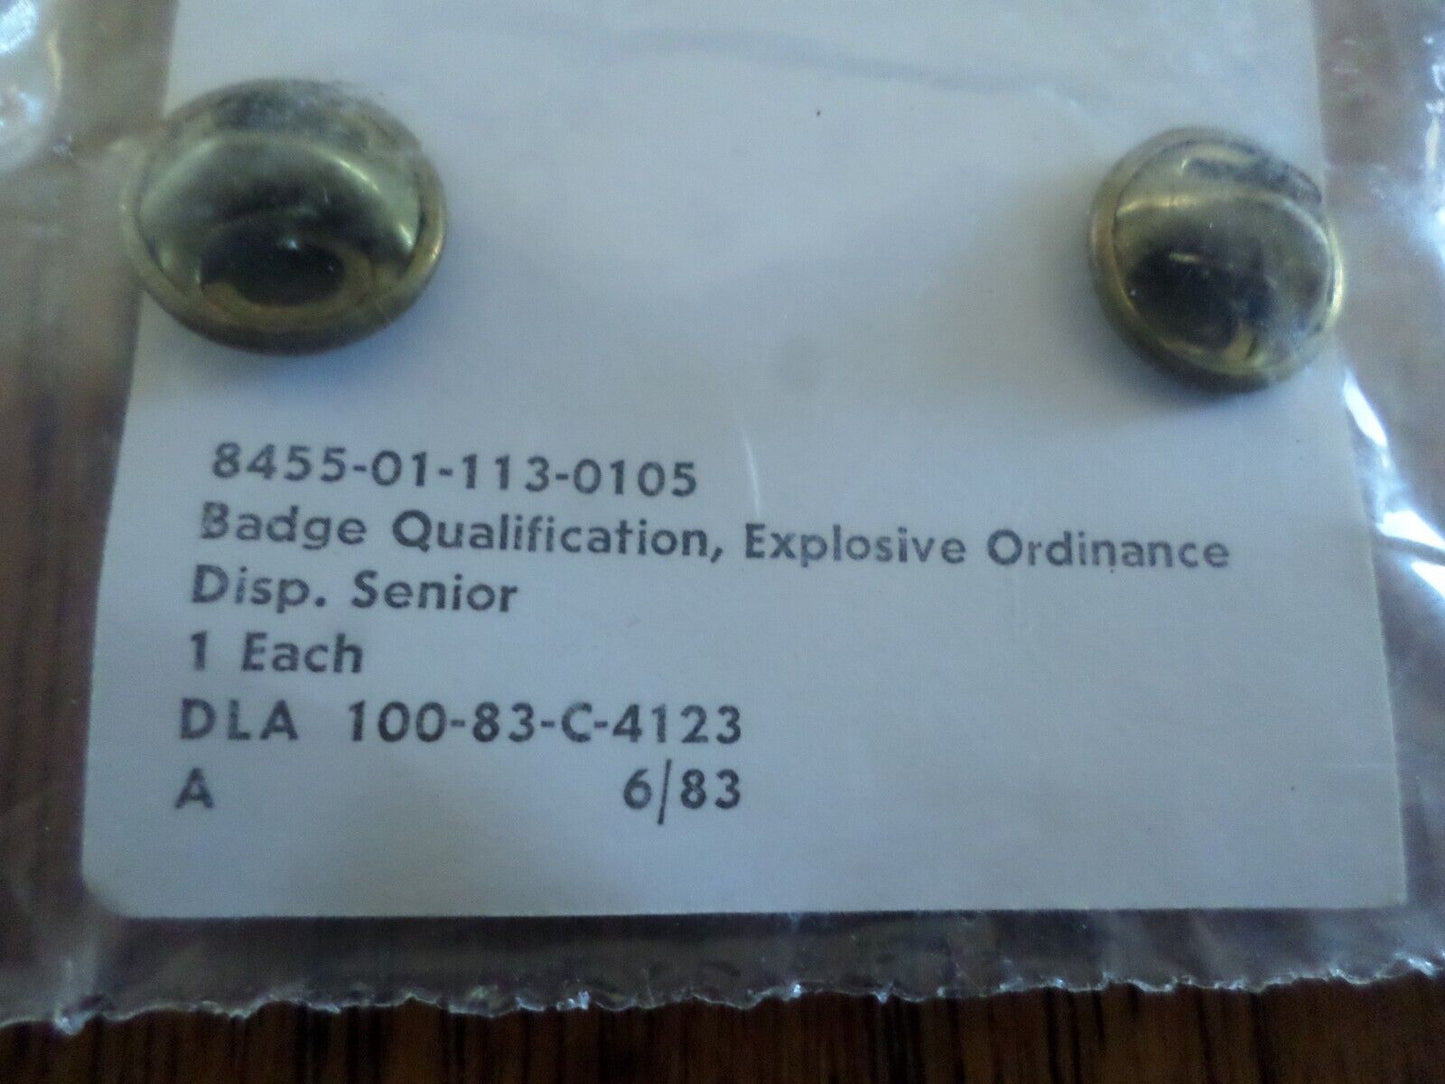 8455-01-113-0105
Badge Qualification, Explosive Ordinance
Disp. Senior
1 Each
DLA 100-83-C-4123
A 6/83